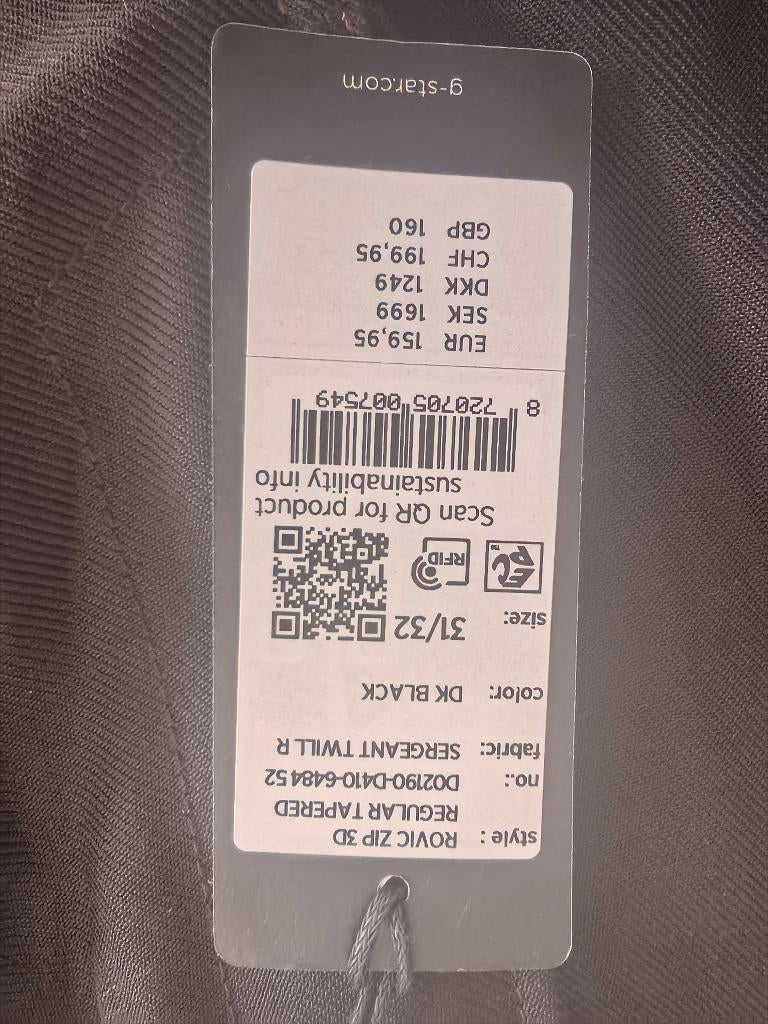 style : ROVIC ZIP 3D
REGULAR TAPERED
no.: D02190-D410-6484 52
fabric: SERGEANT TWILL R
color: DK BLACK
size: 31/32
EPC™
RFID
Scan QR for product
sustainability info
8 720705 007549
EUR 159,95
SEK 1699
DKK 1249
CHF 199,95
GBP 160
g-star.com